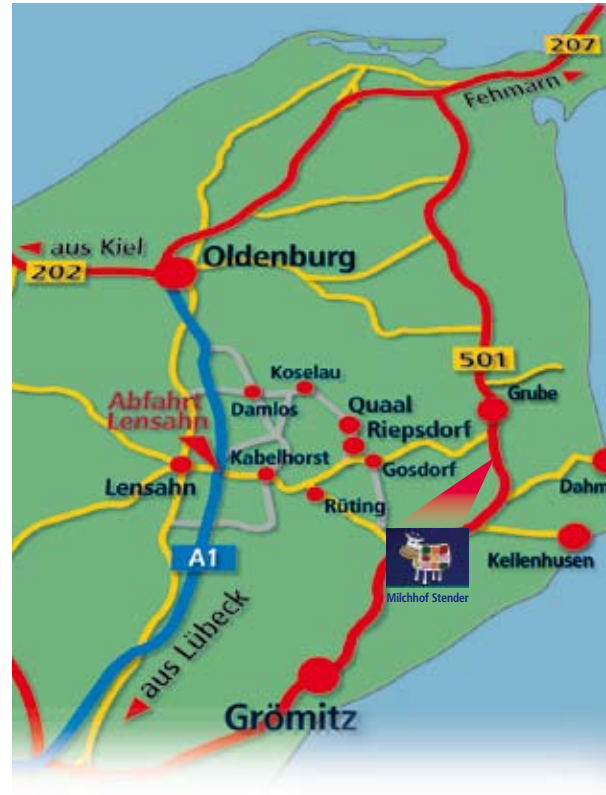 207
Fehmarn
aus Kiel
202
Oldenburg
501
Koselau
Grube
Damlos
Quaal
Abfahrt
Lensahn
Riepsdorf
Kabelhorst
Gosdorf
Lensahn
Dahm
Rüting
A1
Kellenhusen
Milchhof Stender
aus Lübeck
Grömitz